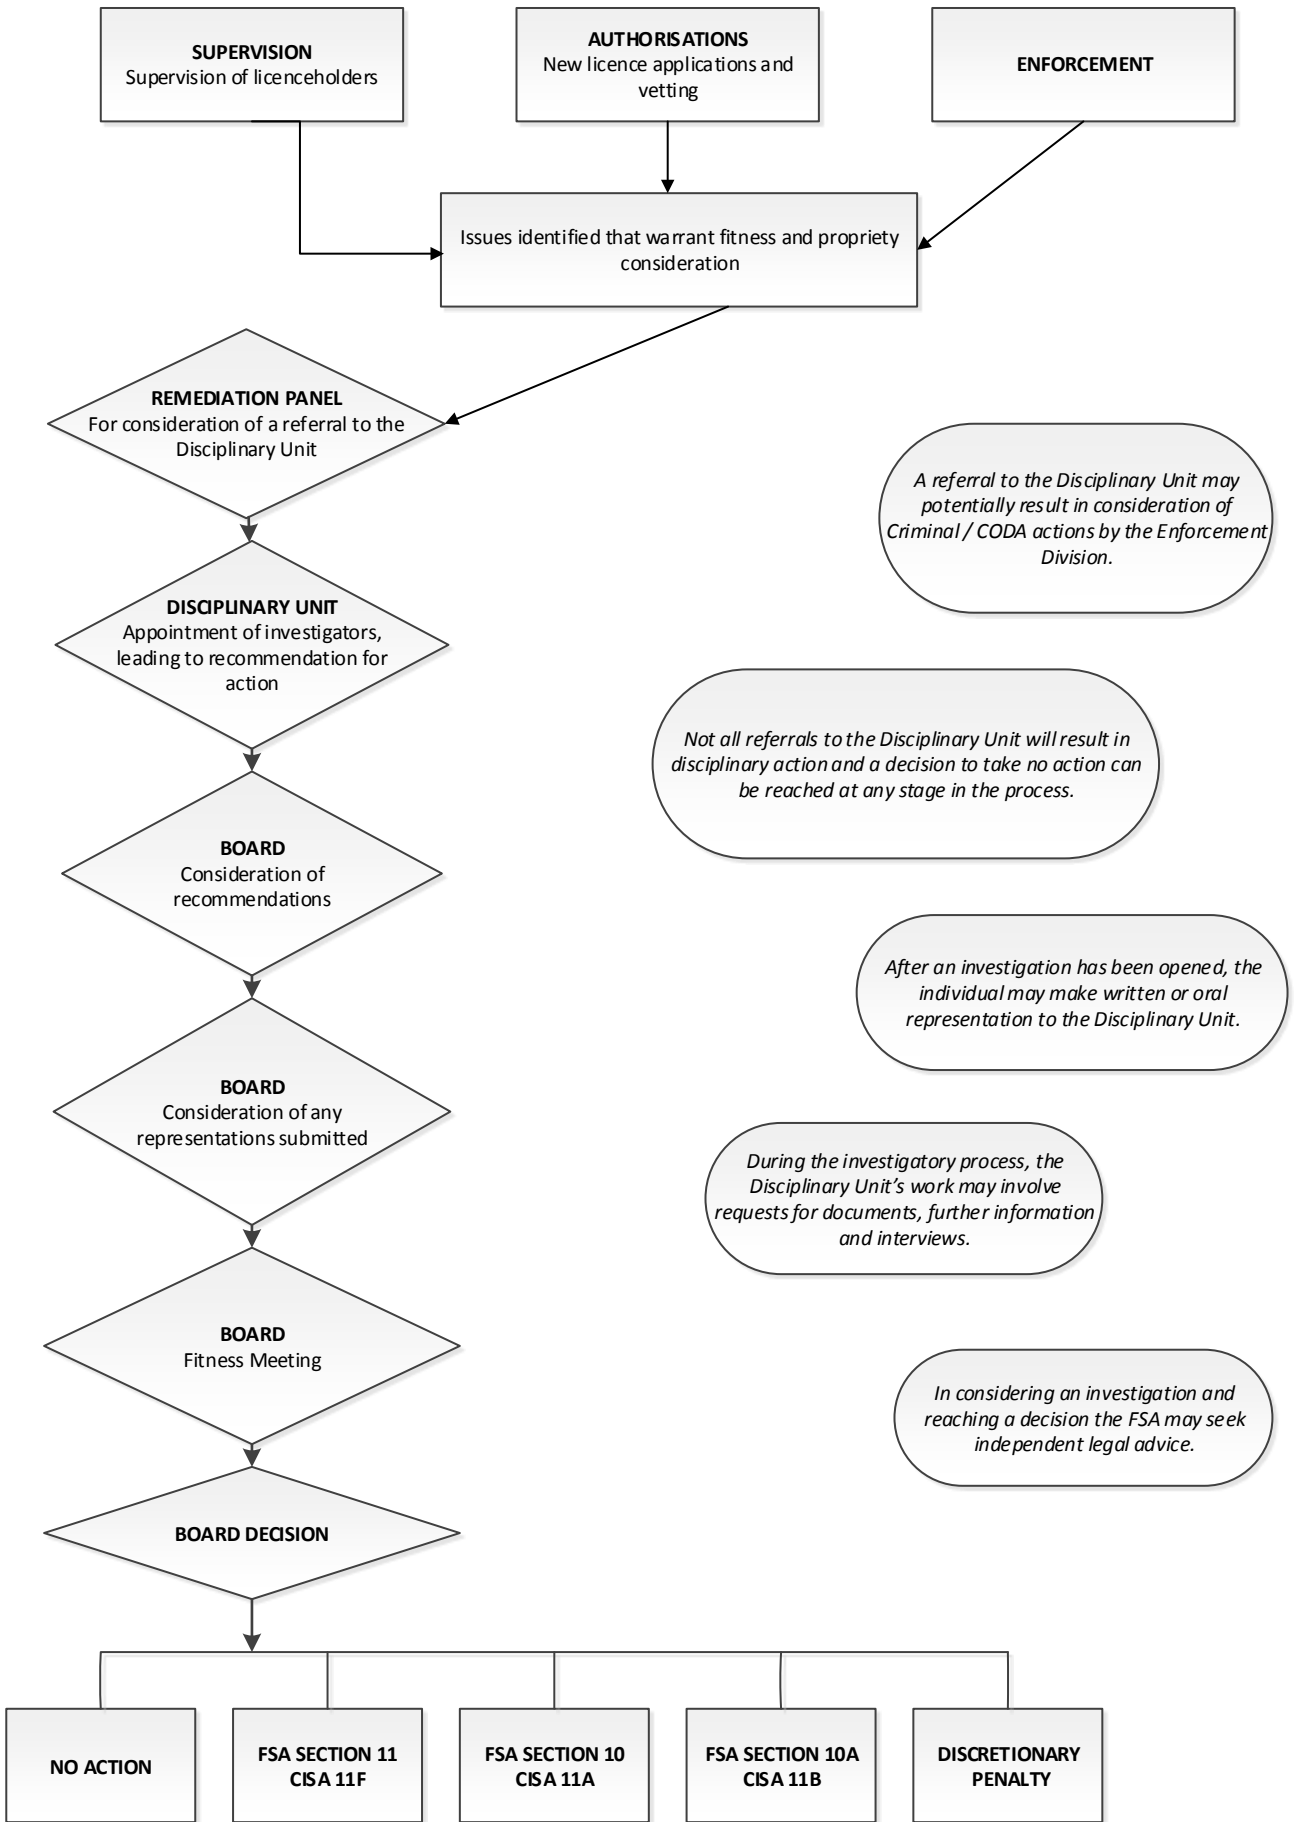 SUPERVISION
Supervision of licenceholders
AUTHORISATIONS
New licence applications and
vetting
ENFORCEMENT
Issues identified that warrant fitness and propriety
consideration
REMEDIATION PANEL
For consideration of a referral to the
Disciplinary Unit
A referral to the Disciplinary Unit may
potentially result in consideration of
Criminal / CODA actions by the Enforcement
Division.
DISCIPLINARY UNIT
Appointment of investigators,
leading to recommendation for
action
Not all referrals to the Disciplinary Unit will result in
disciplinary action and a decision to take no action can
be reached at any stage in the process.
BOARD
Consideration of
recommendations
After an investigation has been opened, the
individual may make written or oral
representation to the Disciplinary Unit.
BOARD
Consideration of any
representations submitted
During the investigatory process, the
Disciplinary Unit's work may involve
requests for documents, further information
and interviews.
BOARD
Fitness Meeting
In considering an investigation and
reaching a decision the FSA may seek
independent legal advice.
BOARD DECISION
NO ACTION
FSA SECTION 11
CISA 11F
FSA SECTION 10
CISA 11A
FSA SECTION 10A
CISA 11B
DISCRETIONARY
PENALTY